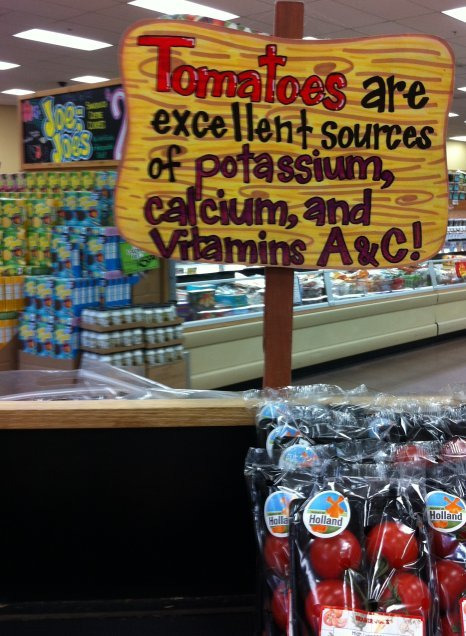 Tomatoes are
excellent sources
of potassium,
calcium, and
Vitamins A & C!
Joe Joe's
Holland
Holland
Holland